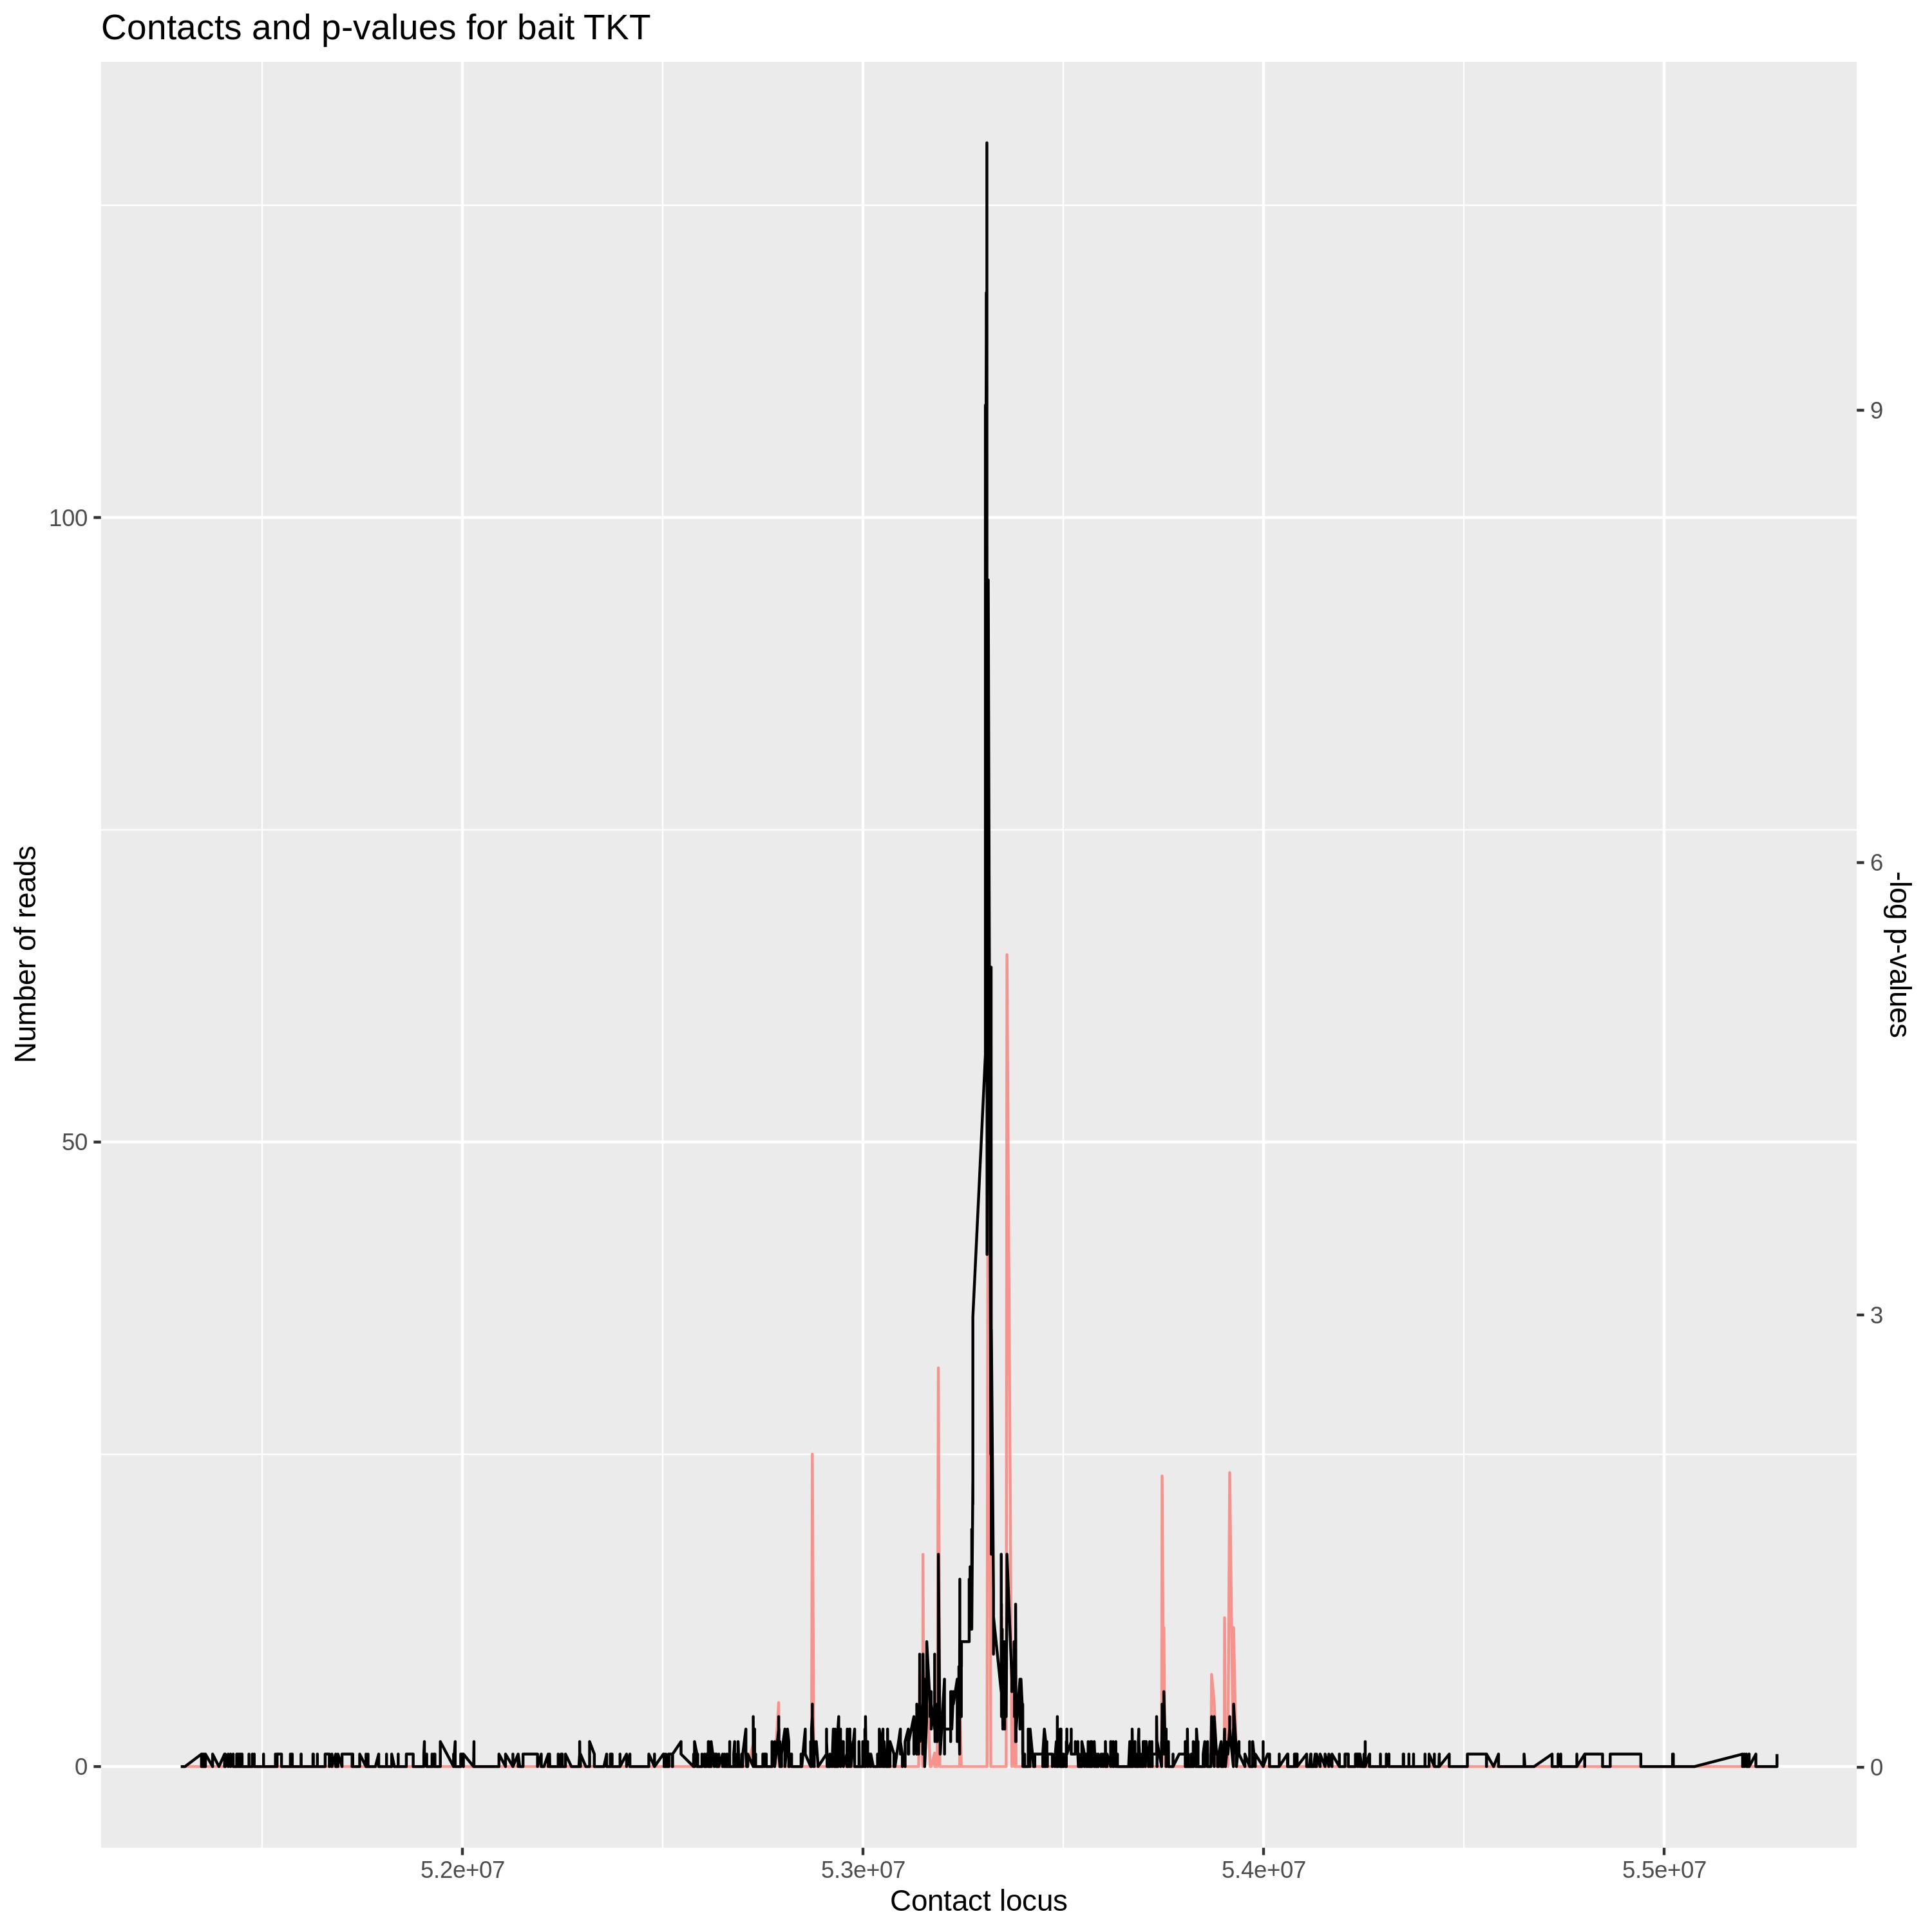 Contacts and p-values for bait TKT
100
50
0
9
6
3
0
Number of reads
-log p-values
5.2e+07 5.3e+07 5.4e+07 5.5e+07
Contact locus